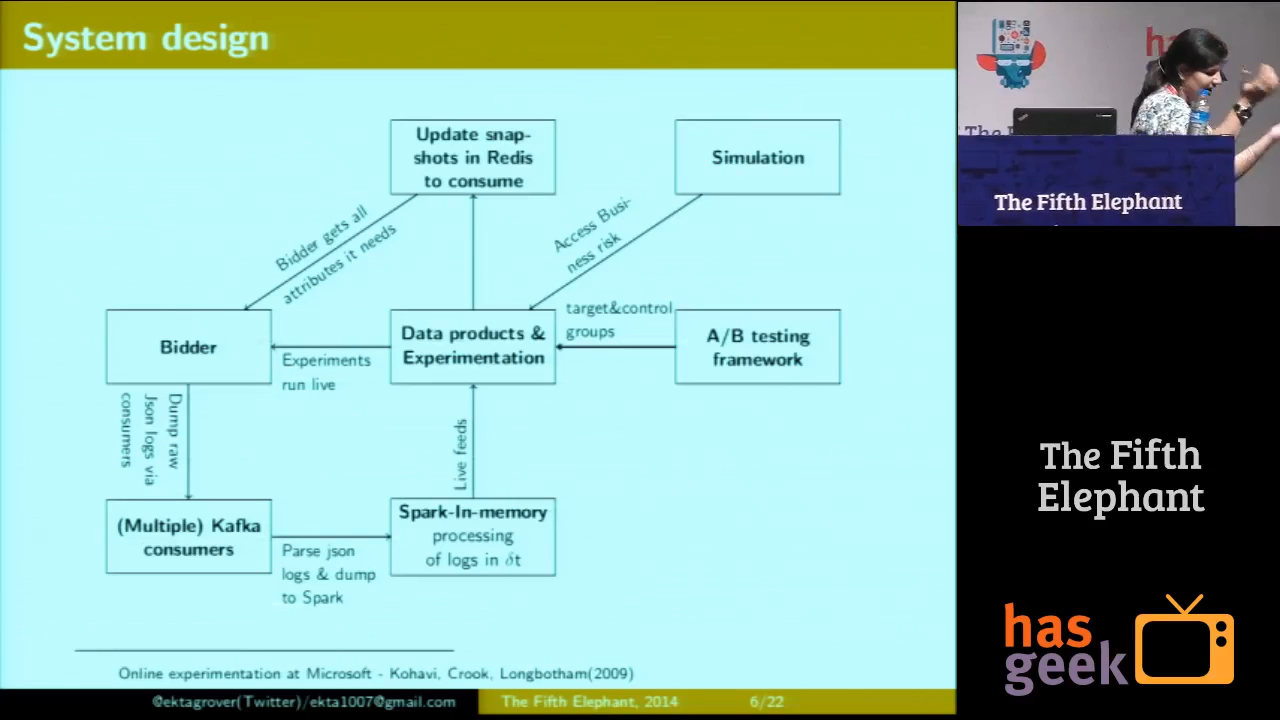 System design
Update snap-
shots in Redis
to consume
Simulation
Bidder gets all
attributes it needs
Access Busi-
ness risk
Bidder
Data products &
Experimentation
target&control
groups
A/B testing
framework
Experiments
run live
Dump raw
Json logs via
consumers
Live feeds
(Multiple) Kafka
consumers
Parse json
logs & dump
to Spark
Spark-In-memory
processing
of logs in δt
Online experimentation at Microsoft - Kohavi, Crook, Longbotham(2009)
@ektagrover(Twitter)/ekta1007@gmail.com
The Fifth Elephant, 2014
6/22
The Fifth Elephant
The Fifth
Elephant
has
geek